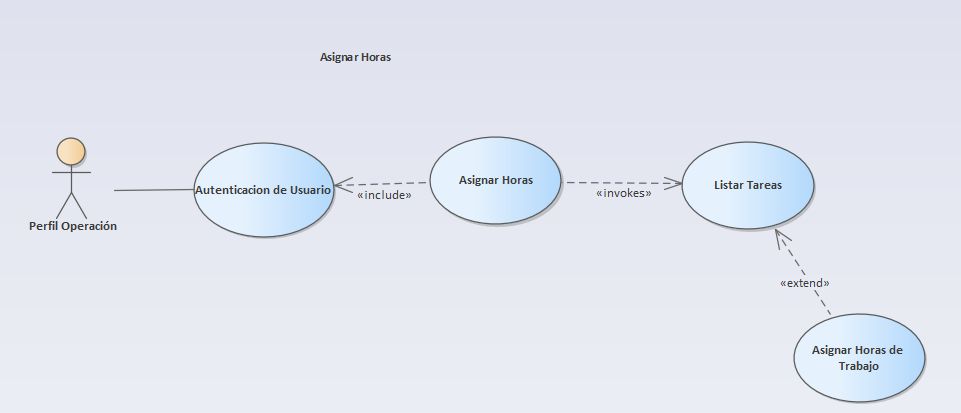 Asignar Horas
Perfil Operación
Autenticacion de Usuario
«include»
Asignar Horas
«invokes»
Listar Tareas
«extend»
Asignar Horas de
Trabajo